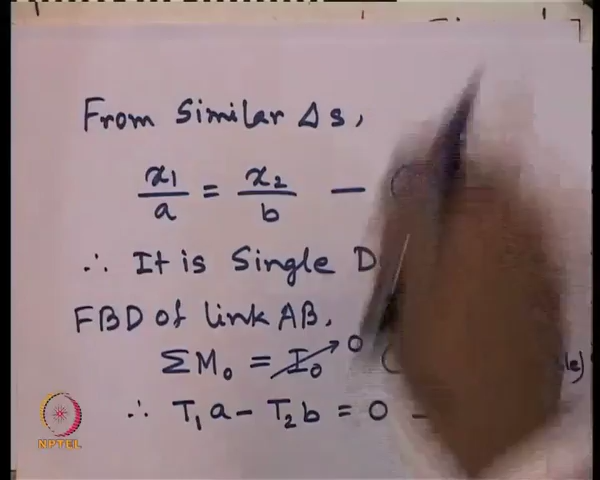 From Similar Δs,
x₁/a = x₂/b —
∴ It is Single D
FBD of link AB.
ΣM₀ = I₀ → 0 (
∴ T₁a - T₂b = 0 -
NPTEL